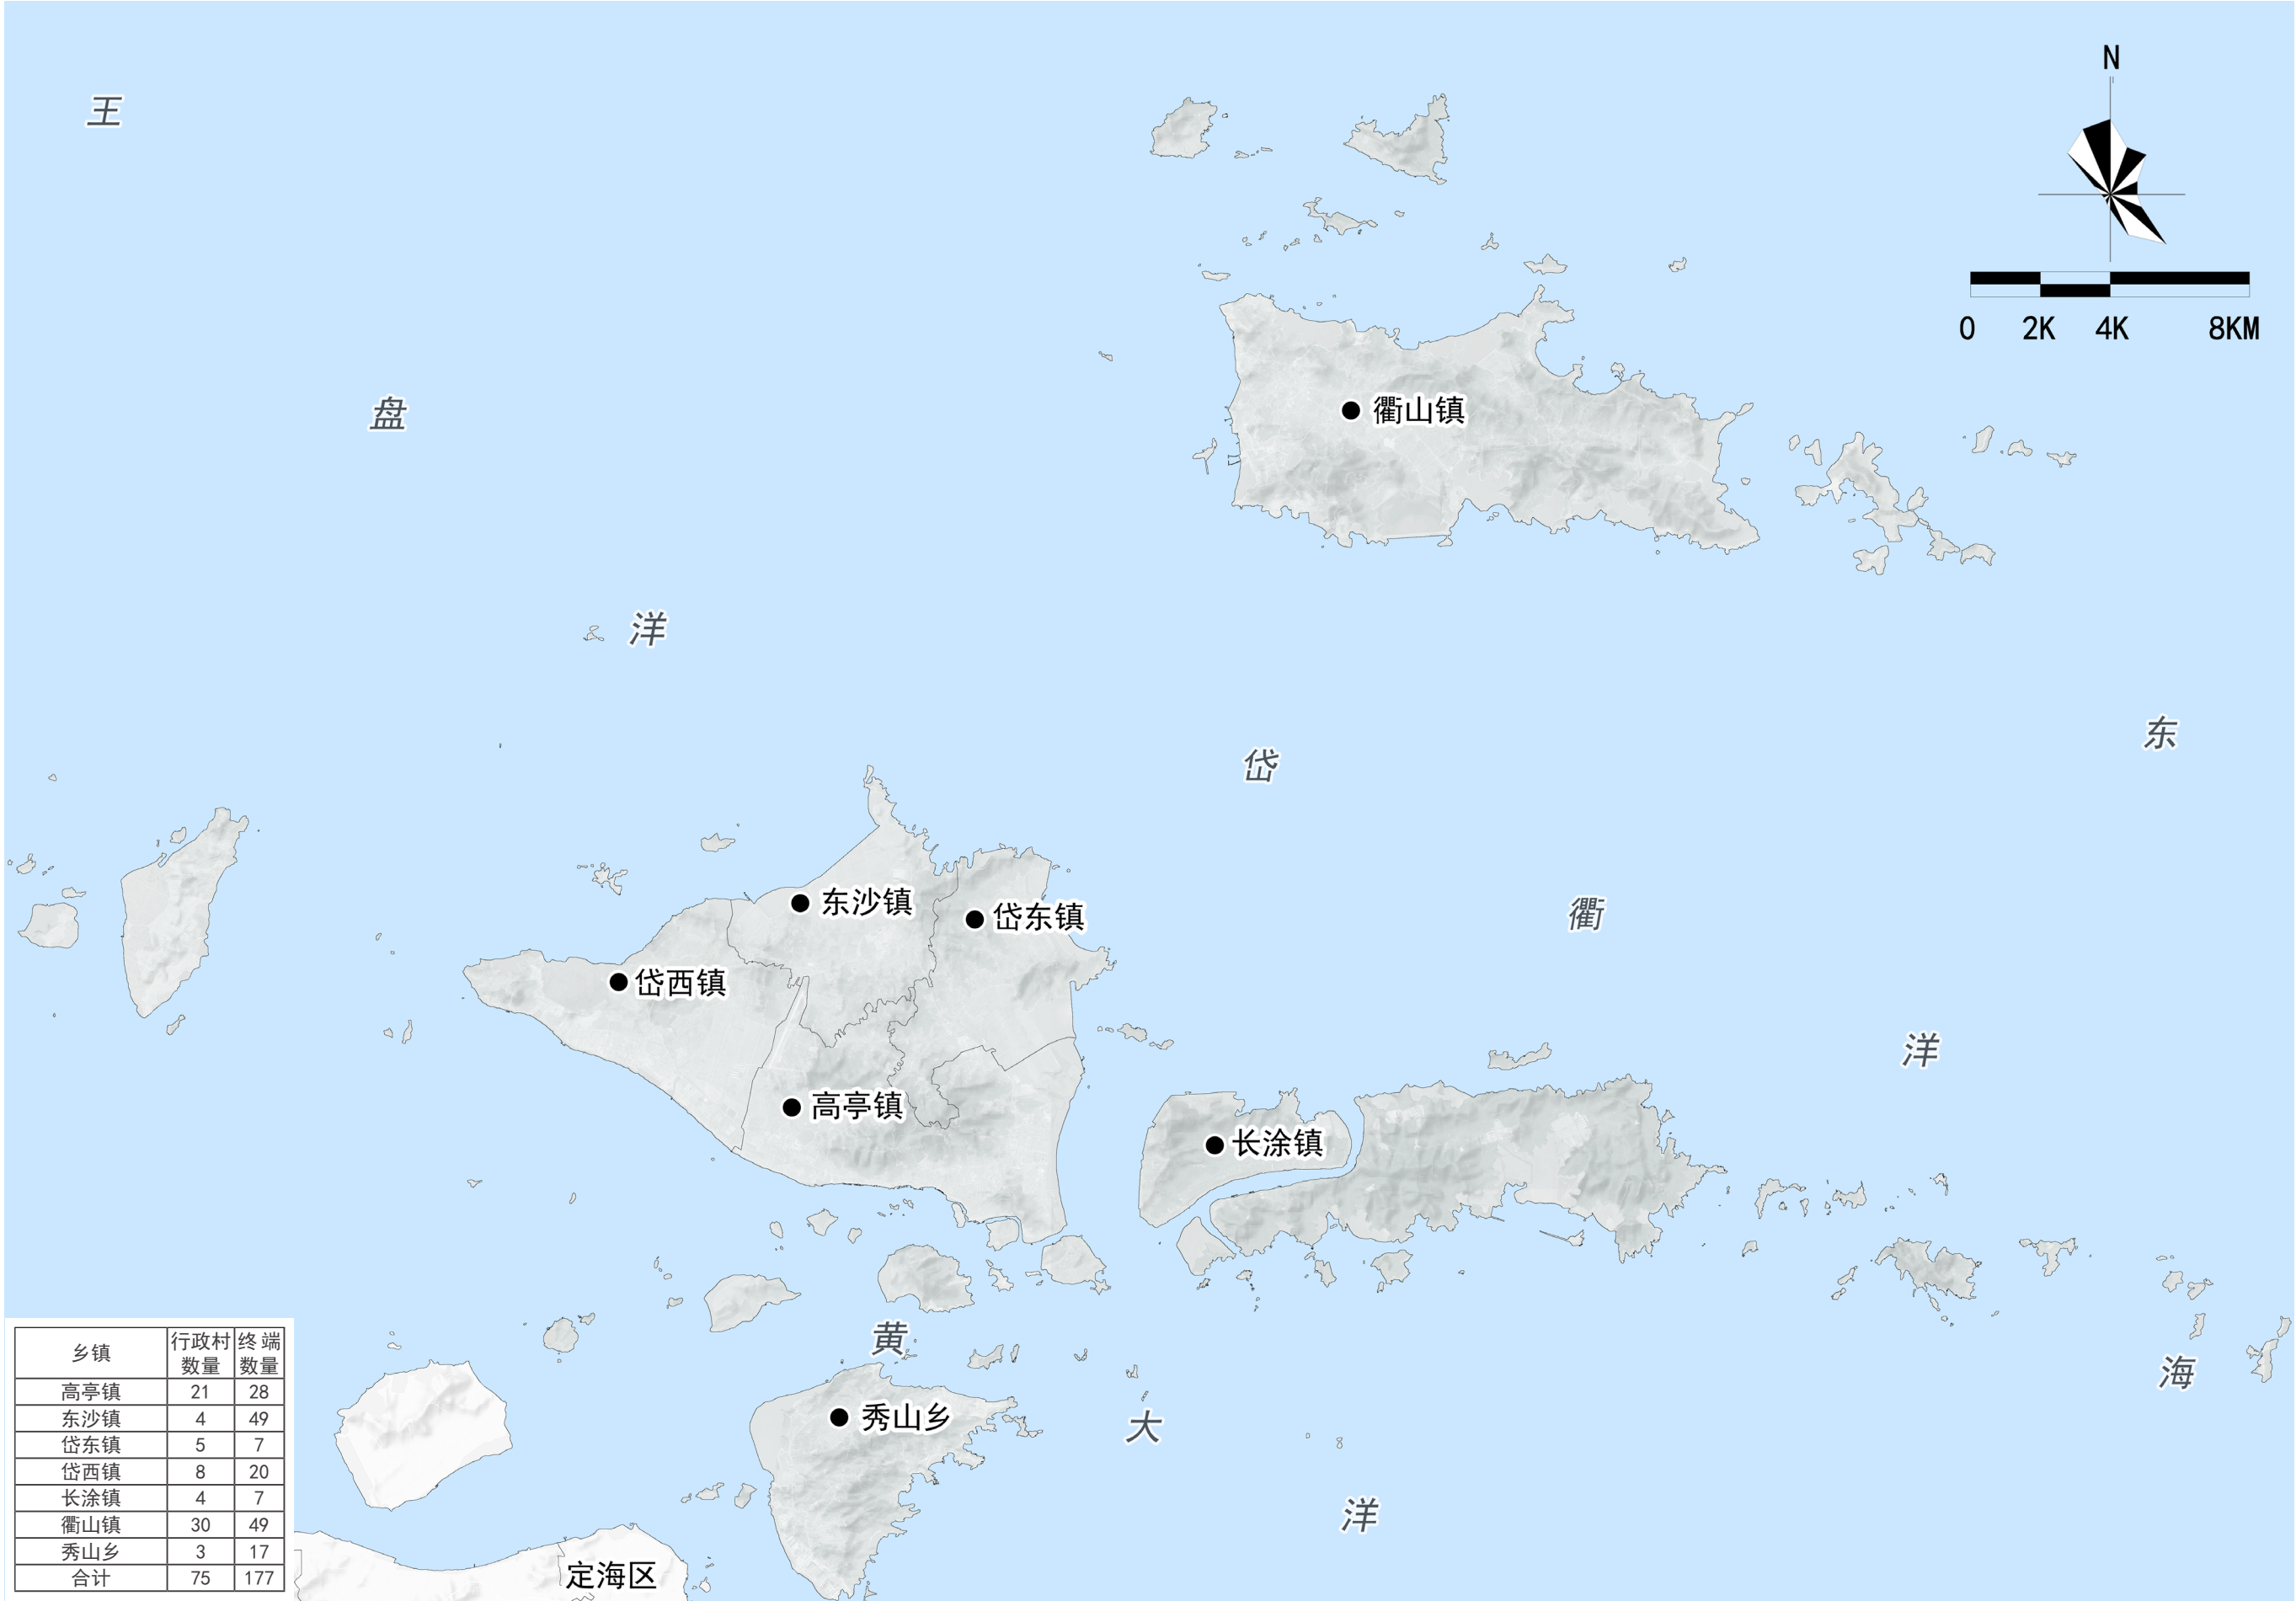 N
0 2K 4K 8KM
王
盘
洋
衢山镇
岱
衢
洋
东
海
东沙镇
岱东镇
岱西镇
高亭镇
长涂镇
黄
大
洋
秀山乡
定海区
乡镇 行政村数量 终端数量
高亭镇 21 28
东沙镇 4 49
岱东镇 5 7
岱西镇 8 20
长涂镇 4 7
衢山镇 30 49
秀山乡 3 17
合计 75 177